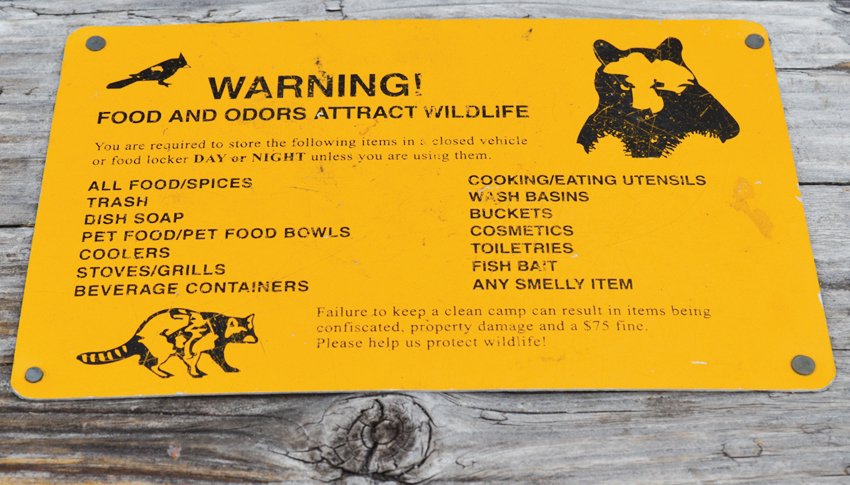 WARNING!
FOOD AND ODORS ATTRACT WILDLIFE
You are required to store the following items in a closed vehicle
or food locker DAY or NIGHT unless you are using them.
ALL FOOD/SPICES
TRASH
DISH SOAP
PET FOOD/PET FOOD BOWLS
COOLERS
STOVES/GRILLS
BEVERAGE CONTAINERS
COOKING/EATING UTENSILS
WASH BASINS
BUCKETS
COSMETICS
TOILETRIES
FISH BAIT
ANY SMELLY ITEM
Failure to keep a clean camp can result in items being
confiscated, property damage and a $75 fine.
Please help us protect wildlife!